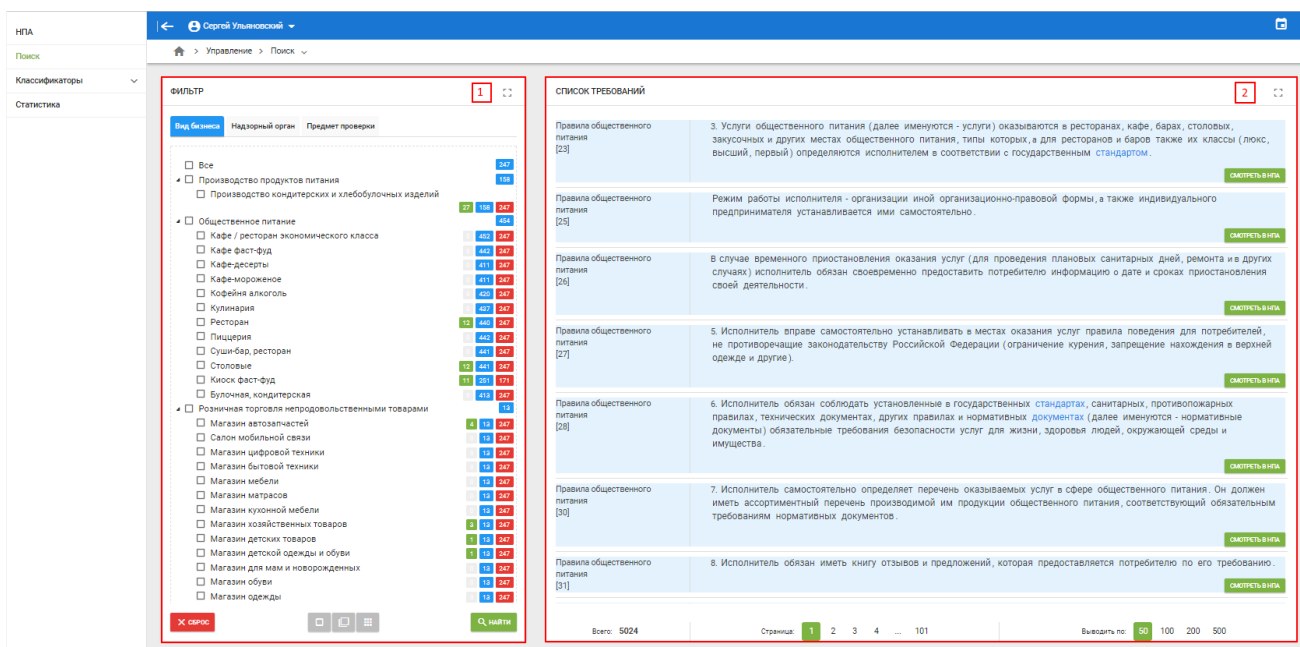 НПА
Поиск
Классификаторы
Статистика
Сергей Ульяновский
Управление > Поиск
ФИЛЬТР
1
Вид бизнеса Надзорный орган Предмет проверки
Все 247
Производство продуктов питания 158
Производство кондитерских и хлебобулочных изделий
27 158 247
Общественное питание 454
Кафе / ресторан экономического класса 452 247
Кафе фаст-фуд 442 247
Кафе-десерты 411 247
Кафе-мороженое 411 247
Кофейня алкоголь 420 247
Кулинария 427 247
Ресторан 12 440 247
Пиццерия 442 247
Суши-бар, ресторан 441 247
Столовые 12 441 247
Киоск фаст-фуд 11 251 171
Булочная, кондитерская 413 247
Розничная торговля непродовольственными товарами 13
Магазин автозапчастей 4 13 247
Салон мобильной связи 13 247
Магазин цифровой техники 13 247
Магазин бытовой техники 13 247
Магазин мебели 13 247
Магазин матрасов 13 247
Магазин кухонной мебели 13 247
Магазин хозяйственных товаров 3 13 247
Магазин детских товаров 1 13 247
Магазин детской одежды и обуви 1 13 247
Магазин для мам и новорожденных 13 247
Магазин обуви 13 247
Магазин одежды 13 247
СБРОС
НАЙТИ
СПИСОК ТРЕБОВАНИЙ
2
Правила общественного
питания
[23]
3. Услуги общественного питания (далее именуются - услуги) оказываются в ресторанах, кафе, барах, столовых,
закусочных и других местах общественного питания, типы которых, а для ресторанов и баров также их классы (люкс,
высший, первый) определяются исполнителем в соответствии с государственным стандартом.
СМОТРЕТЬ В НПА
Правила общественного
питания
[25]
Режим работы исполнителя - организации иной организационно-правовой формы, а также индивидуального
предпринимателя устанавливается ими самостоятельно.
СМОТРЕТЬ В НПА
Правила общественного
питания
[26]
В случае временного приостановления оказания услуг (для проведения плановых санитарных дней, ремонта и в других
случаях) исполнитель обязан своевременно предоставить потребителю информацию о дате и сроках приостановления
своей деятельности.
СМОТРЕТЬ В НПА
Правила общественного
питания
[27]
5. Исполнитель вправе самостоятельно устанавливать в местах оказания услуг правила поведения для потребителей,
не противоречащие законодательству Российской Федерации (ограничение курения, запрещение нахождения в верхней
одежде и другие).
СМОТРЕТЬ В НПА
Правила общественного
питания
[28]
6. Исполнитель обязан соблюдать установленные в государственных стандартах, санитарных, противопожарных
правилах, технических документах, других правилах и нормативных документах (далее именуются - нормативные
документы) обязательные требования безопасности услуг для жизни, здоровья людей, окружающей среды и
имущества.
СМОТРЕТЬ В НПА
Правила общественного
питания
[30]
7. Исполнитель самостоятельно определяет перечень оказываемых услуг в сфере общественного питания. Он должен
иметь ассортиментный перечень производимой им продукции общественного питания, соответствующий обязательным
требованиям нормативных документов.
СМОТРЕТЬ В НПА
Правила общественного
питания
[31]
8. Исполнитель обязан иметь книгу отзывов и предложений, которая предоставляется потребителю по его требованию.
СМОТРЕТЬ В НПА
Всего: 5024
Страница: 1 2 3 4 ... 101
Выводить по: 50 100 200 500